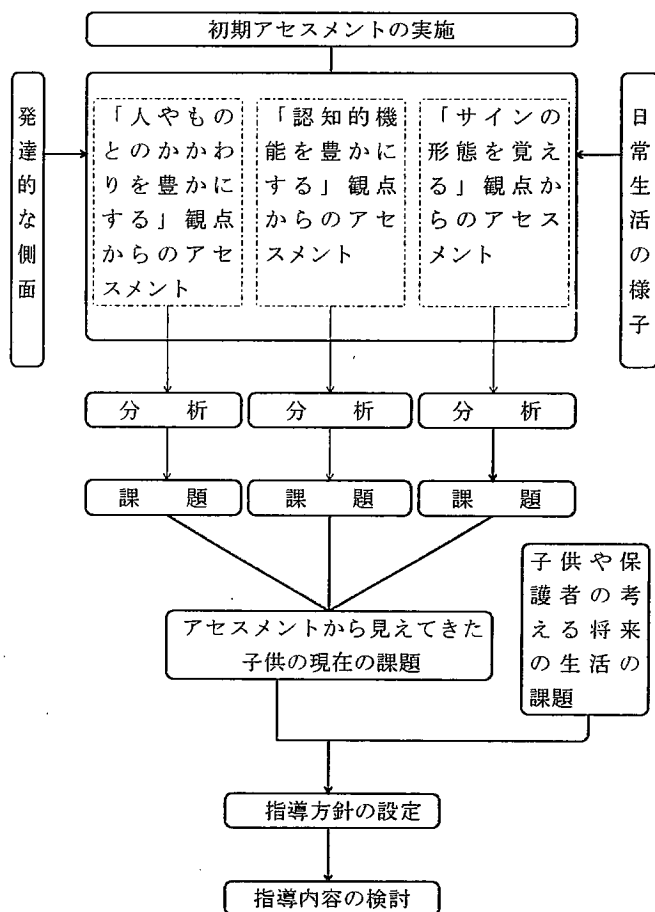 初期アセスメントの実施
発達的な側面
「人やもの
とのかかわ
りを豊かに
する」観点
からのアセ
スメント
「認知的機
能を豊かに
する」観点
からのアセ
スメント
「サインの
形態を覚え
る」観点か
らのアセス
メント
日常生活の様子
分析
分析
分析
課題
課題
課題
子供や保
護者の考
える将来
の生活の
課題
アセスメントから見えてきた
子供の現在の課題
指導方針の設定
指導内容の検討